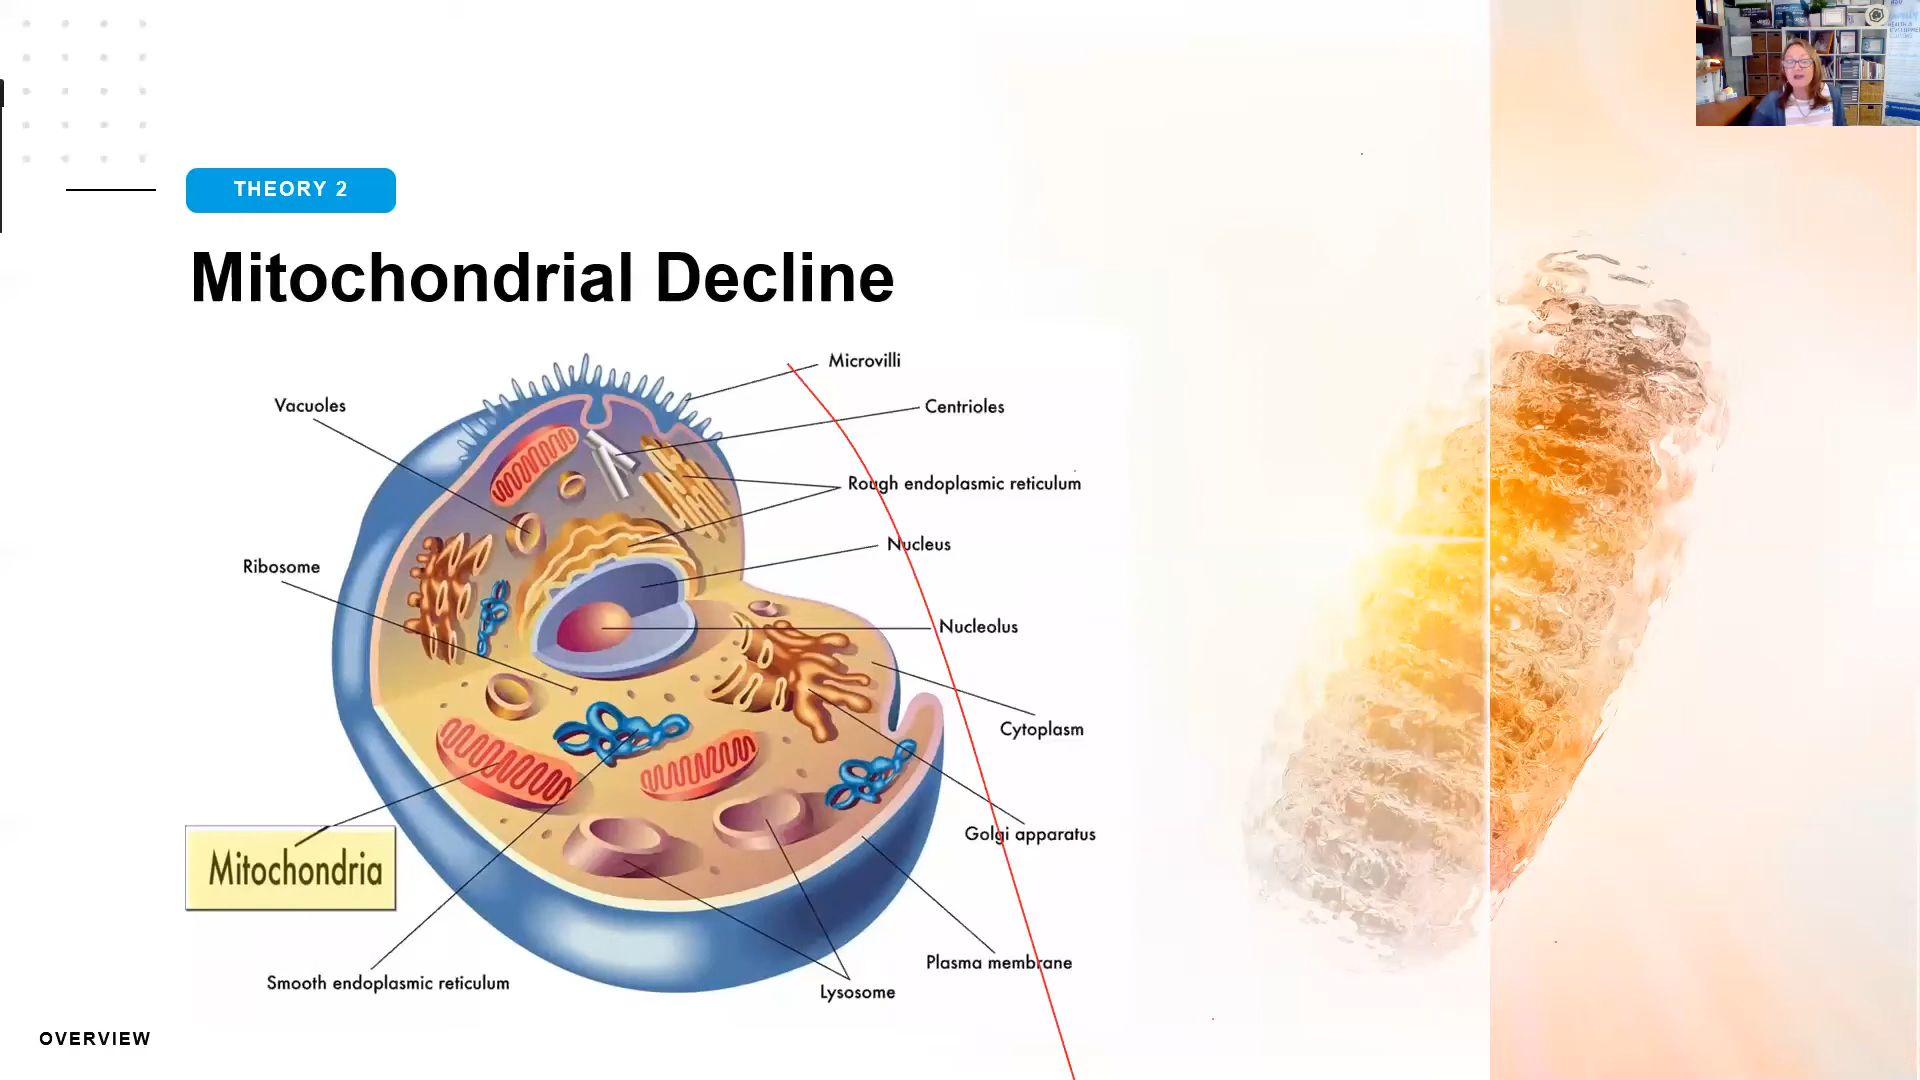 THEORY 2
Mitochondrial Decline
Microvilli
Vacuoles
Centrioles
Rough endoplasmic reticulum
Nucleus
Ribosome
Nucleolus
Cytoplasm
Golgi apparatus
Mitochondria
Plasma membrane
Smooth endoplasmic reticulum
Lysosome
OVERVIEW